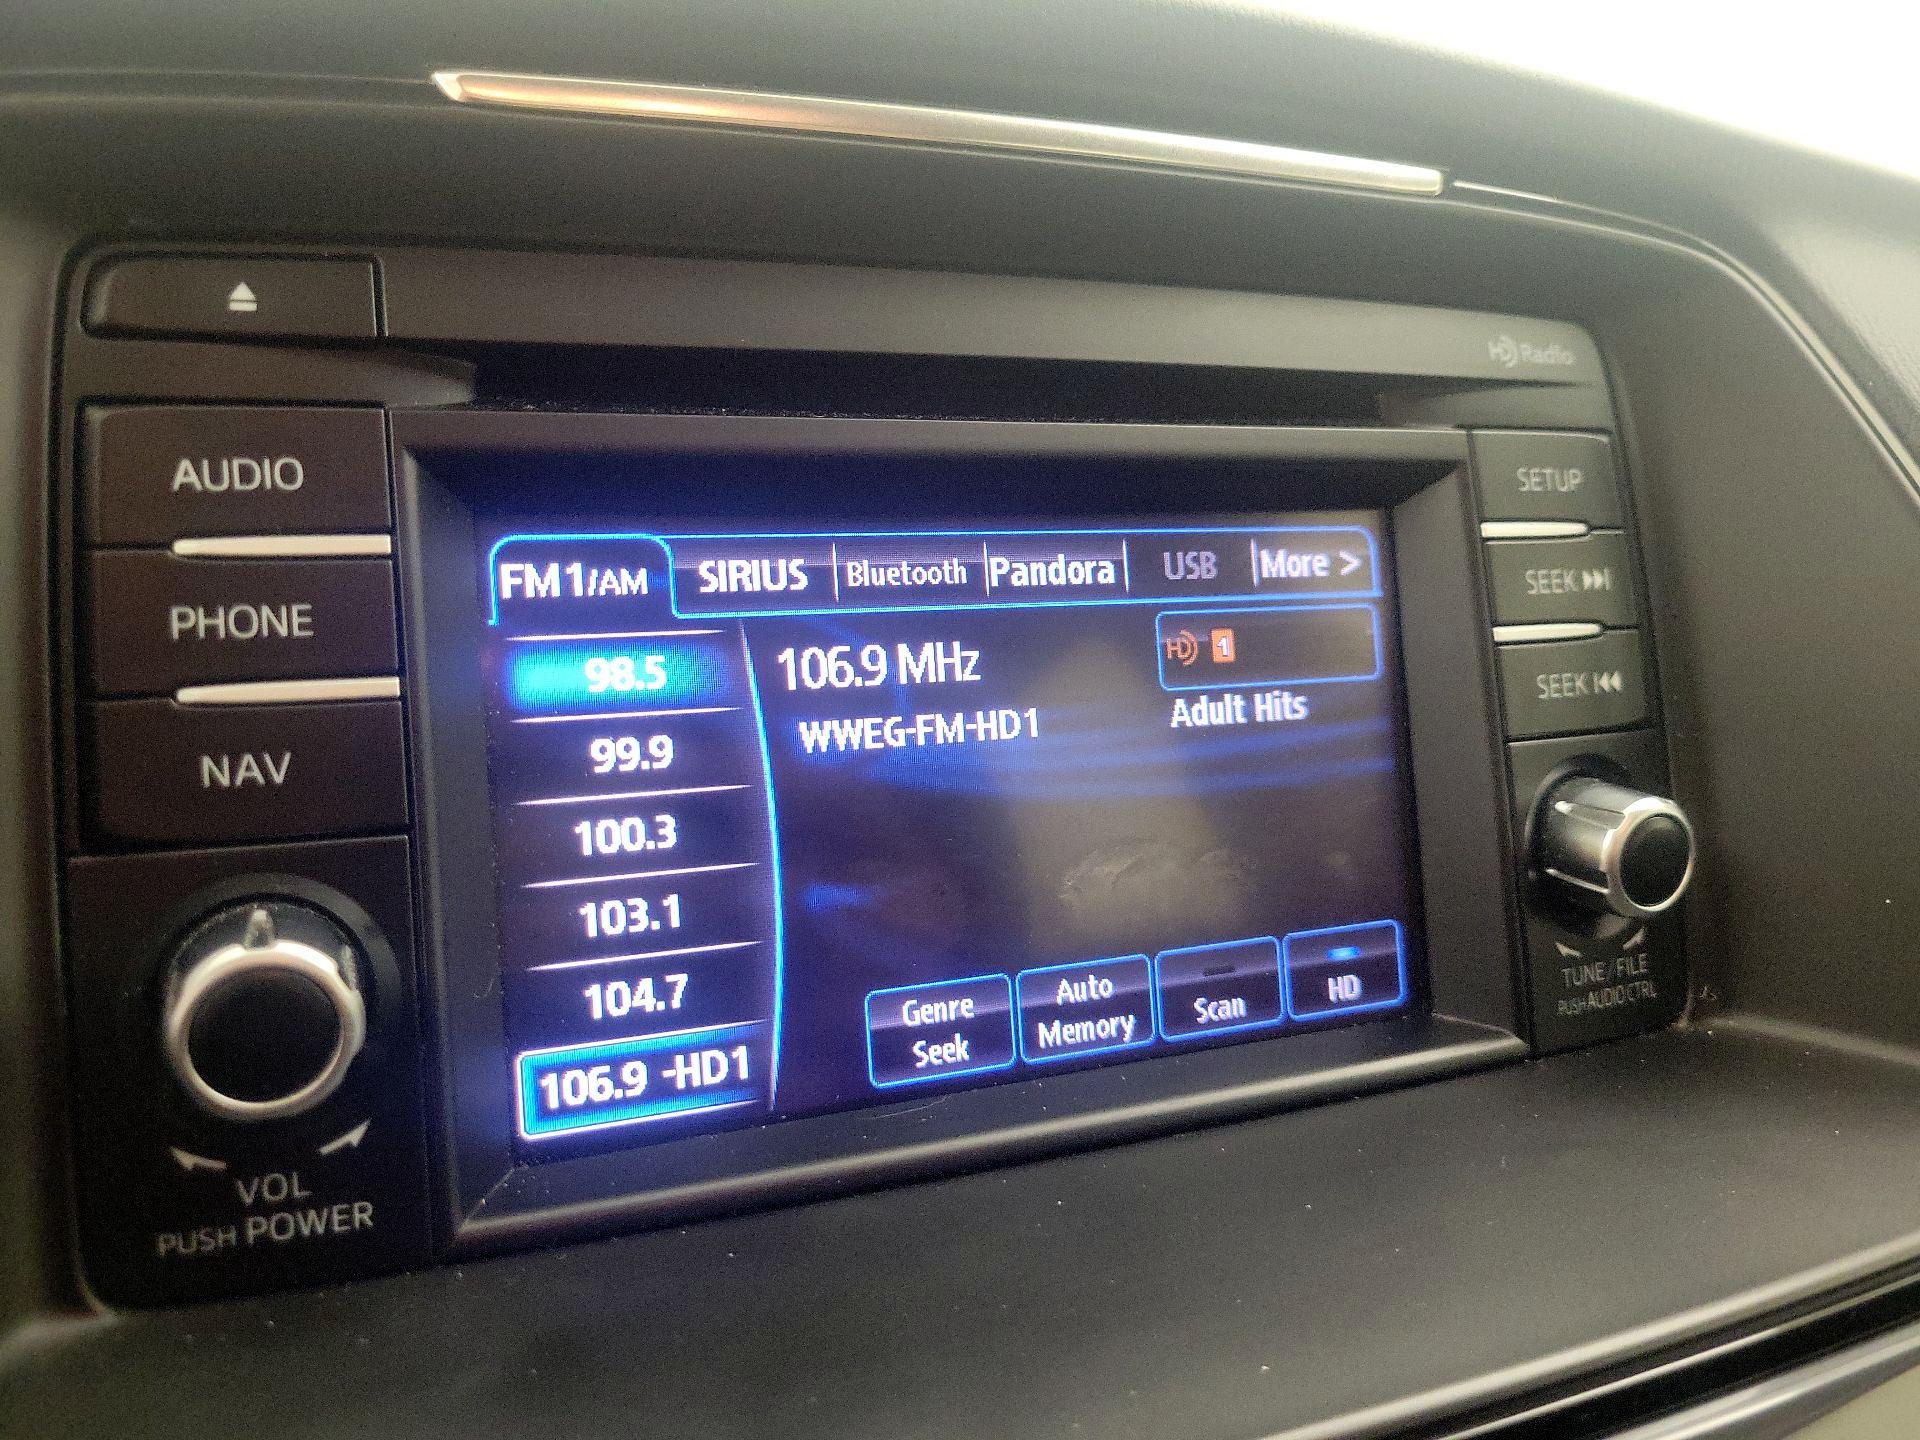 HD Radio
AUDIO
PHONE
NAV
VOL
PUSH POWER
FM1/AM
SIRIUS
Bluetooth
Pandora
USB
More >
98.5
99.9
100.3
103.1
104.7
106.9 -HD1
106.9 MHz
WWEG-FM-HD1
HD 1
Adult Hits
Genre
Seek
Auto
Memory
Scan
HD
SETUP
SEEK
SEEK
TUNE/FILE
PUSH AUDIO CTRL